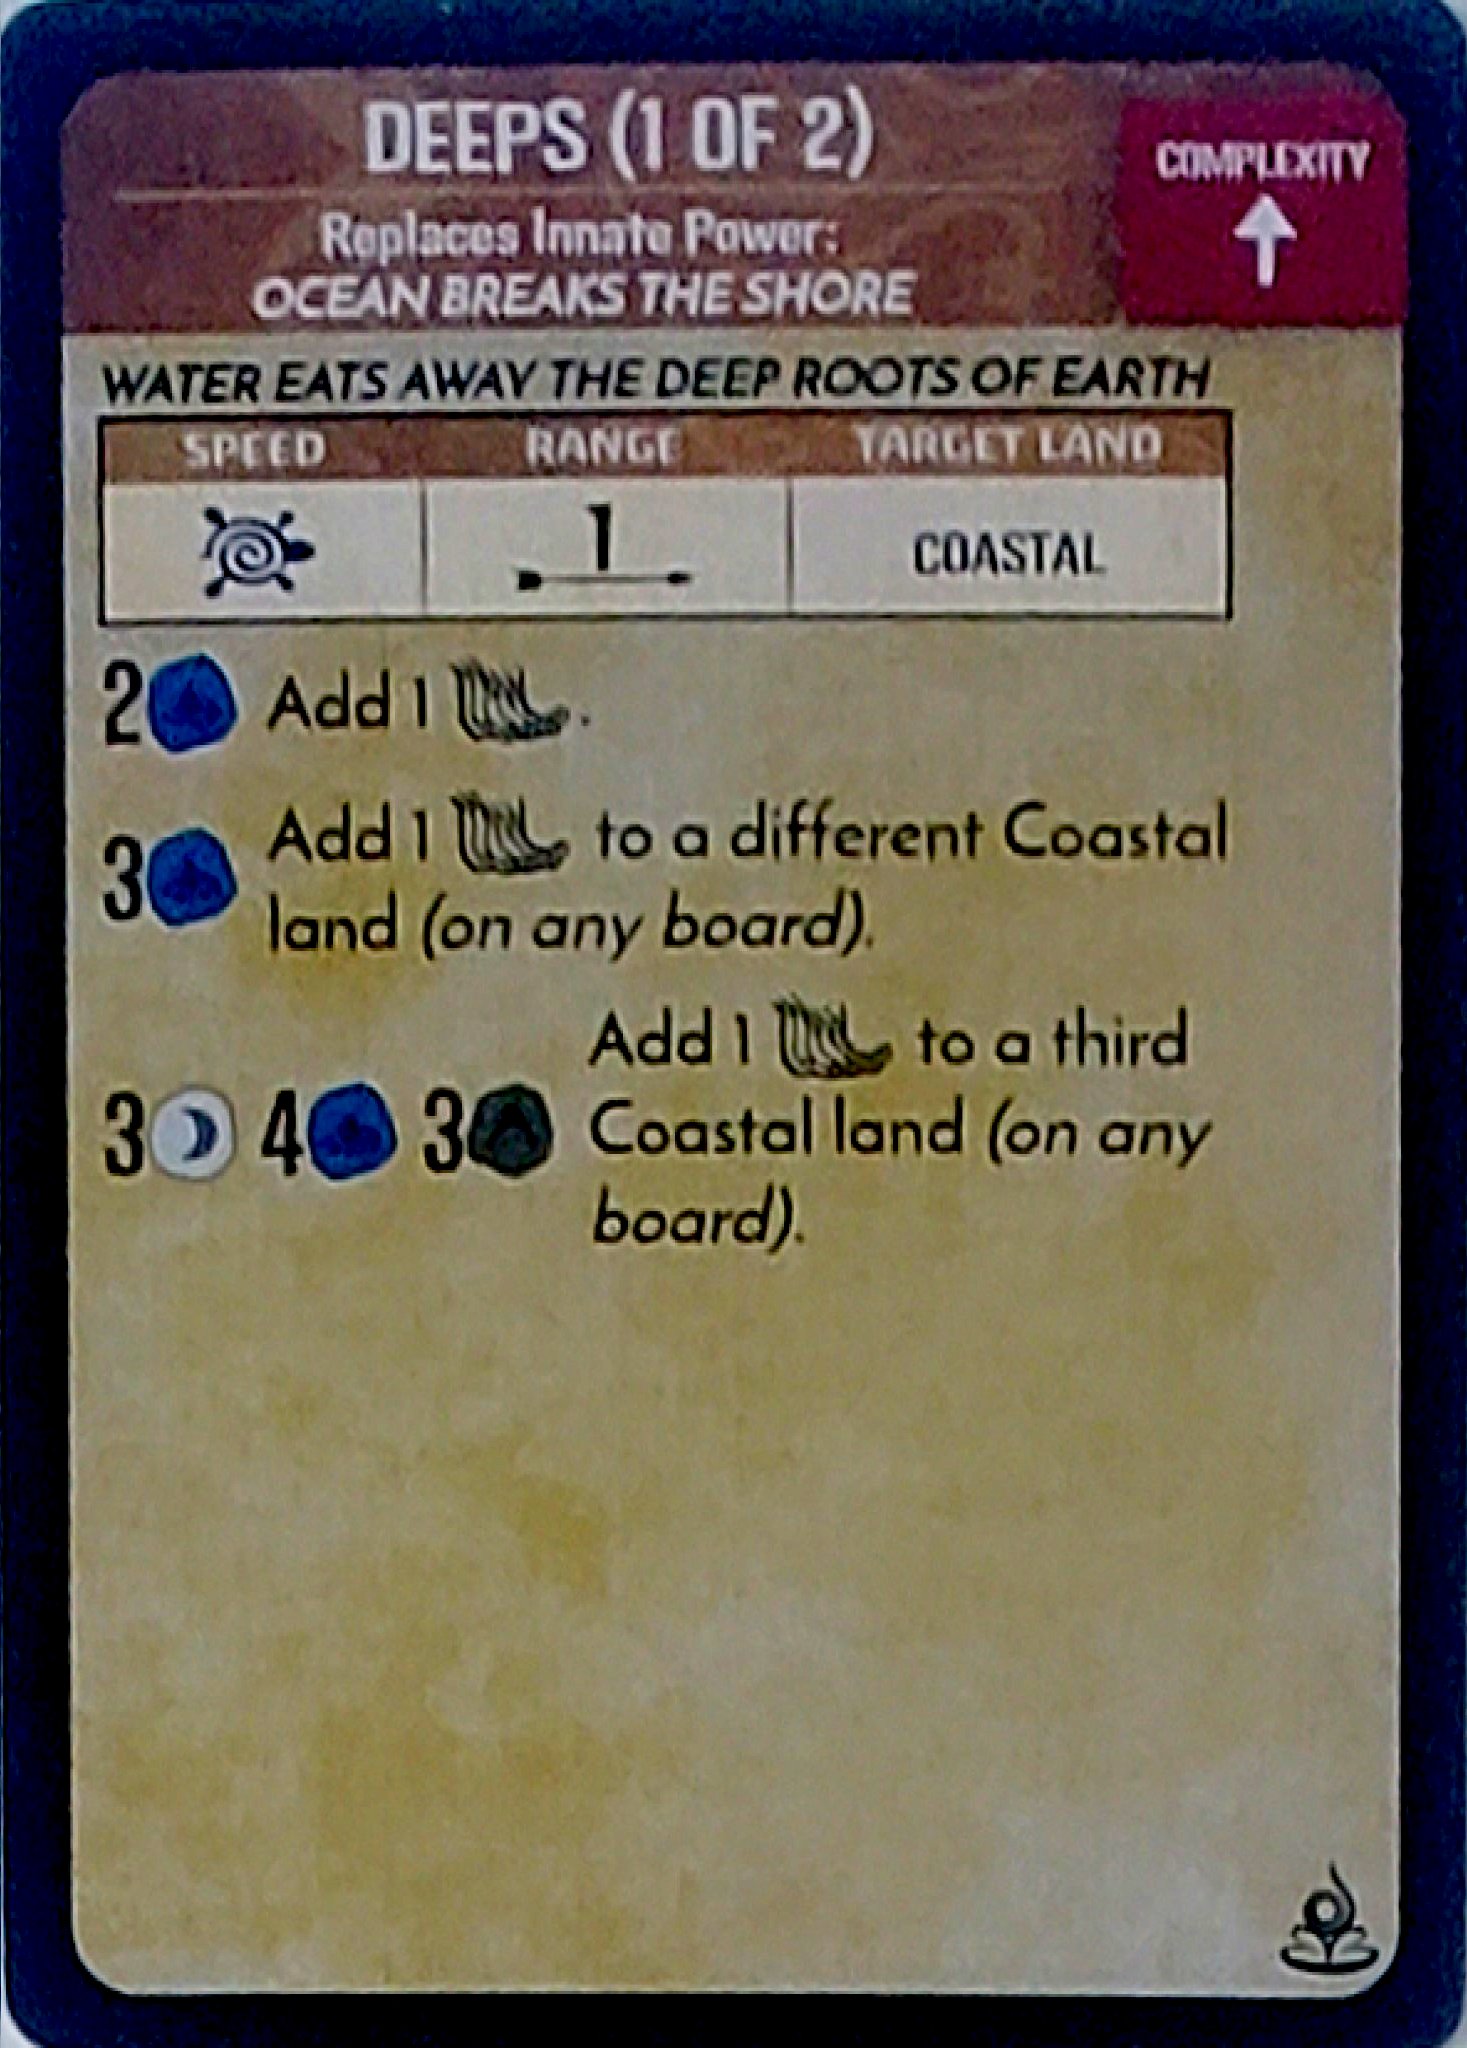 DEEPS (1 OF 2)
COMPLEXITY
Replaces Innate Power:
OCEAN BREAKS THE SHORE
WATER EATS AWAY THE DEEP ROOTS OF EARTH
SPEED RANGE TARGET LAND
1 COASTAL
2 Add 1 .
3 Add 1 to a different Coastal
land (on any board).
Add 1 to a third
3 4 3 Coastal land (on any
board).